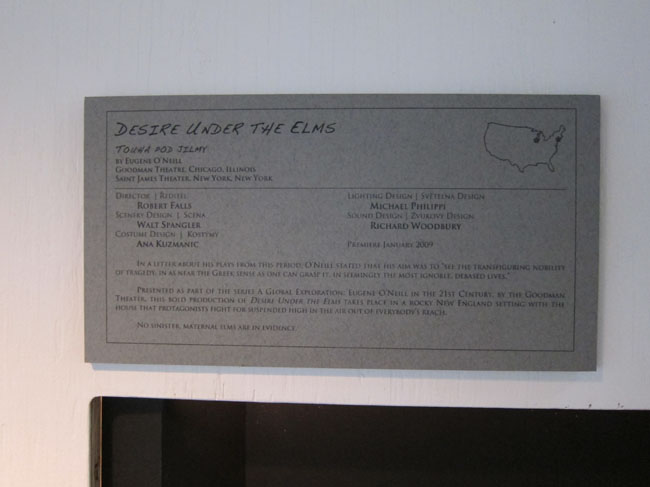 DESIRE UNDER THE ELMS
TOUHA POD JILMY
BY EUGENE O'NEILL
GOODMAN THEATRE, CHICAGO, ILLINOIS
SAINT JAMES THEATER, NEW YORK, NEW YORK
DIRECTOR | REDITEL
ROBERT FALLS
SCENERY DESIGN | SCÉNA
WALT SPANGLER
COSTUME DESIGN | KOSTÝMY
ANA KUZMANIC
LIGHTING DESIGN | SVĚTELNÁ DESIGN
MICHAEL PHILIPPI
SOUND DESIGN | ZVUKOVÝ DESIGN
RICHARD WOODBURY
PREMIERE JANUARY 2009
IN A LETTER ABOUT HIS PLAYS FROM THIS PERIOD, O'NEILL STATED THAT HIS AIM WAS TO "SEE THE TRANSFIGURING NOBILITY
OF TRAGEDY, IN AS NEAR THE GREEK SENSE AS ONE CAN GRASP IT, IN SEEMINGLY THE MOST IGNOBLE, DEBASED LIVES."
PRESENTED AS PART OF THE SERIES A GLOBAL EXPLORATION: EUGENE O'NEILL IN THE 21ST CENTURY, BY THE GOODMAN
THEATER, THIS BOLD PRODUCTION OF DESIRE UNDER THE ELMS TAKES PLACE IN A ROCKY NEW ENGLAND SETTING WITH THE
HOUSE THAT PROTAGONISTS FIGHT FOR SUSPENDED HIGH IN THE AIR OUT OF EVERYBODY'S REACH.
NO SINISTER, MATERNAL ELMS ARE IN EVIDENCE.